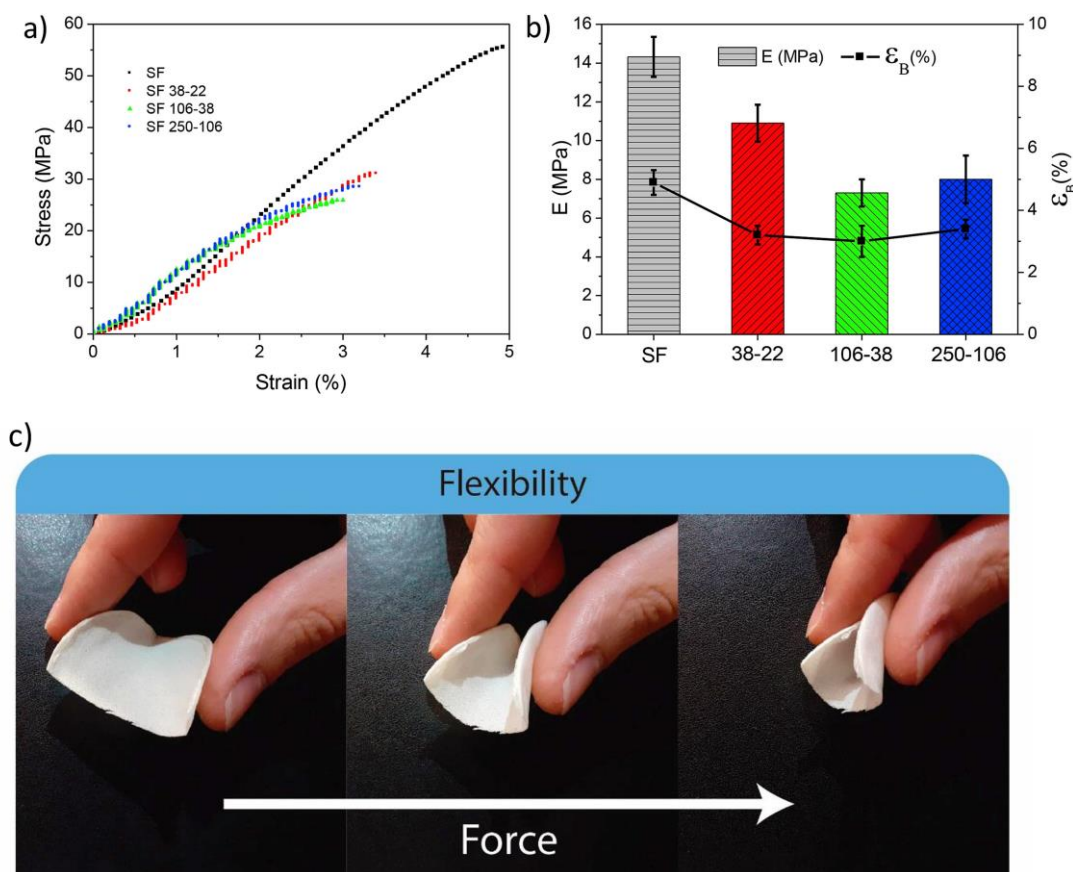 a)
60
50
40
30
20
10
0
Stress (MPa)
SF
SF 38-22
SF 106-38
SF 250-106
0 1 2 3 4 5
Strain (%)
b)
16
14
12
10
8
6
4
2
0
E (MPa)
E (MPa) εB(%)
10
8
6
4
2
0
εB(%)
SF 38-22 106-38 250-106
c)
Flexibility
Force